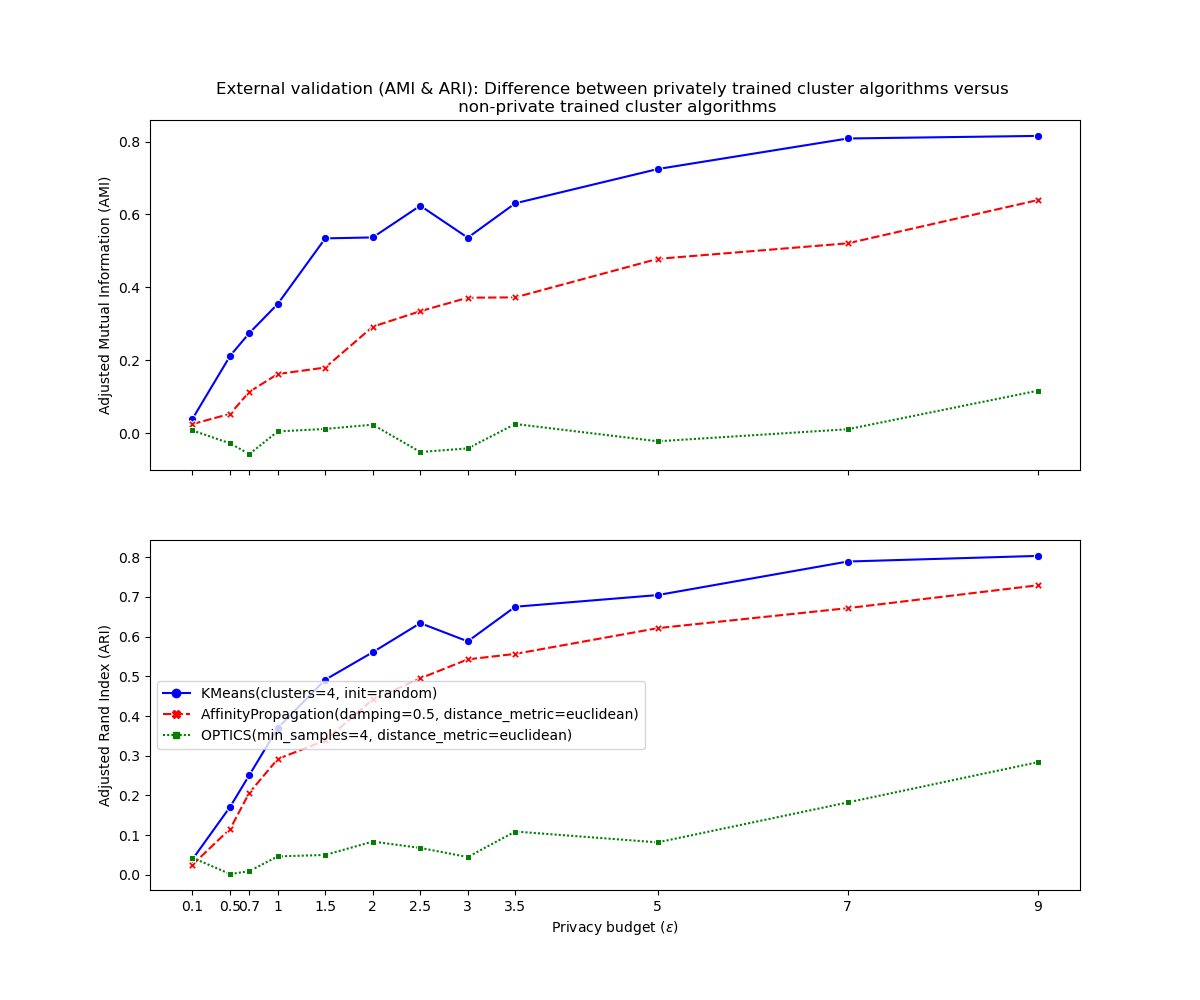 External validation (AMI & ARI): Difference between privately trained cluster algorithms versus
non-private trained cluster algorithms
Adjusted Mutual Information (AMI)
0.8
0.6
0.4
0.2
0.0
Adjusted Rand Index (ARI)
0.8
0.7
0.6
0.5
0.4
0.3
0.2
0.1
0.0
KMeans(clusters=4, init=random)
AffinityPropagation(damping=0.5, distance_metric=euclidean)
OPTICS(min_samples=4, distance_metric=euclidean)
0.1 0.5 0.7 1 1.5 2 2.5 3 3.5 5 7 9
Privacy budget (ε)